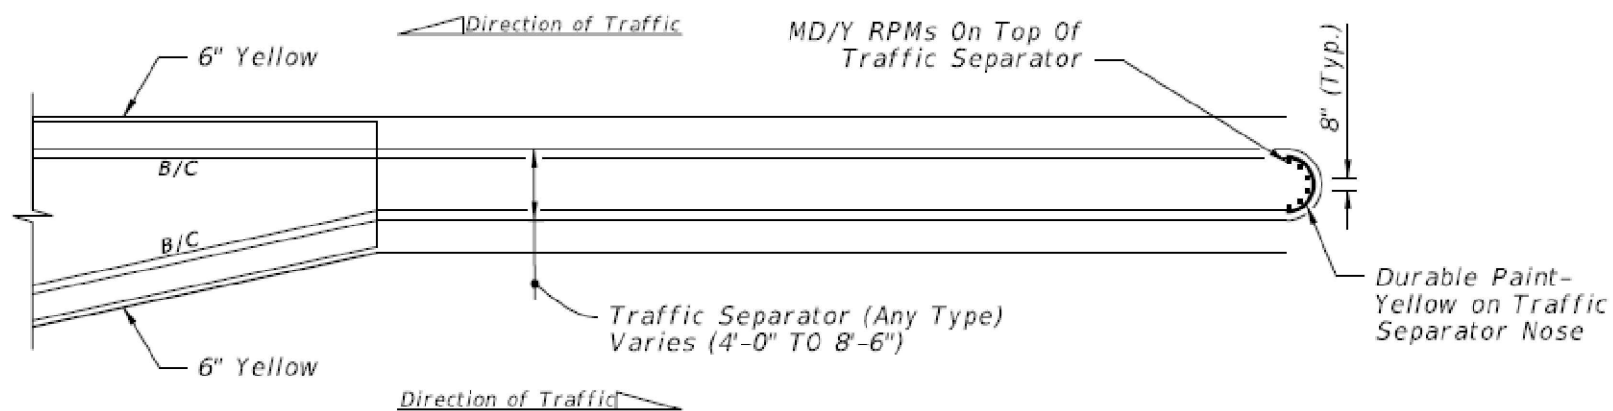 Direction of Traffic
MD/Y RPMs On Top Of
Traffic Separator
6" Yellow
8" (Typ.)
B/C
B/C
Durable Paint-
Yellow on Traffic
Separator Nose
Traffic Separator (Any Type)
Varies (4'-0" TO 8'-6")
6" Yellow
Direction of Traffic